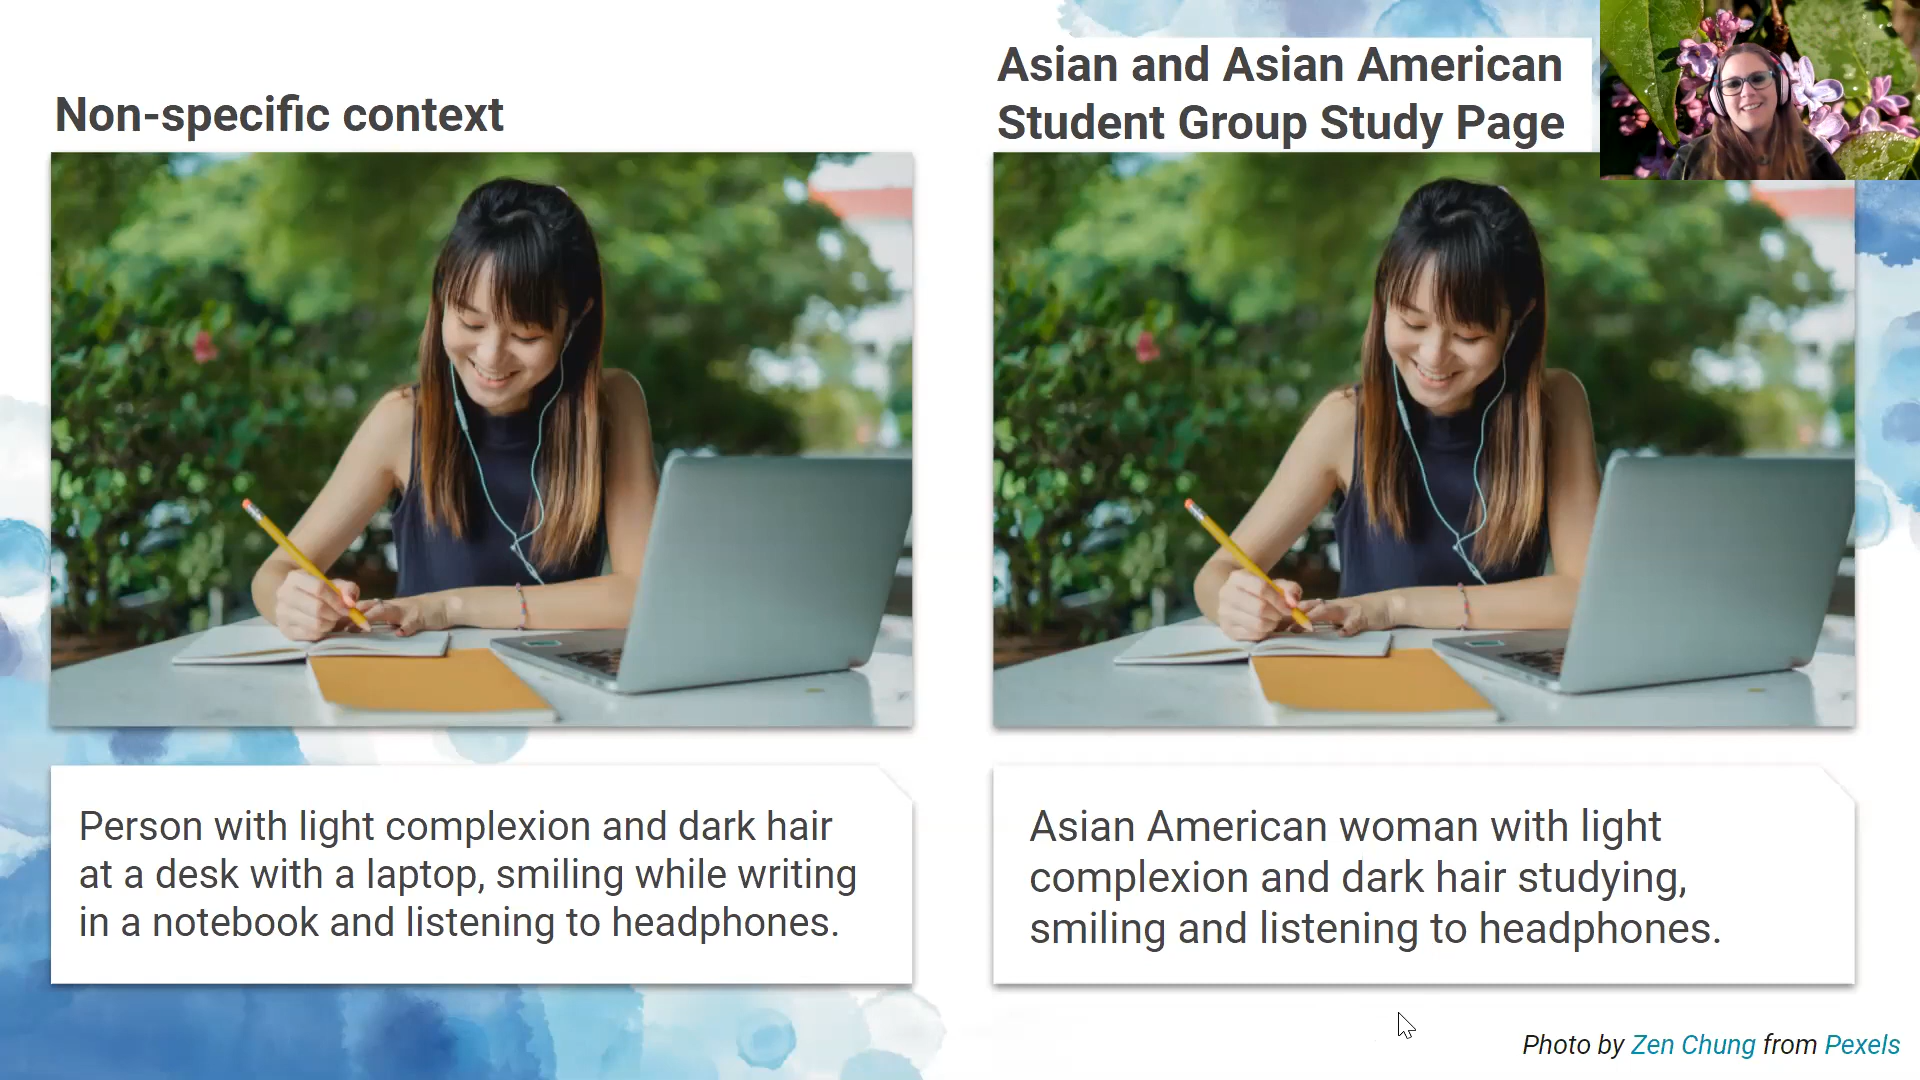 Non-specific context
Asian and Asian American
Student Group Study Page
Person with light complexion and dark hair
at a desk with a laptop, smiling while writing
in a notebook and listening to headphones.
Asian American woman with light
complexion and dark hair studying,
smiling and listening to headphones.
Photo by Zen Chung from Pexels